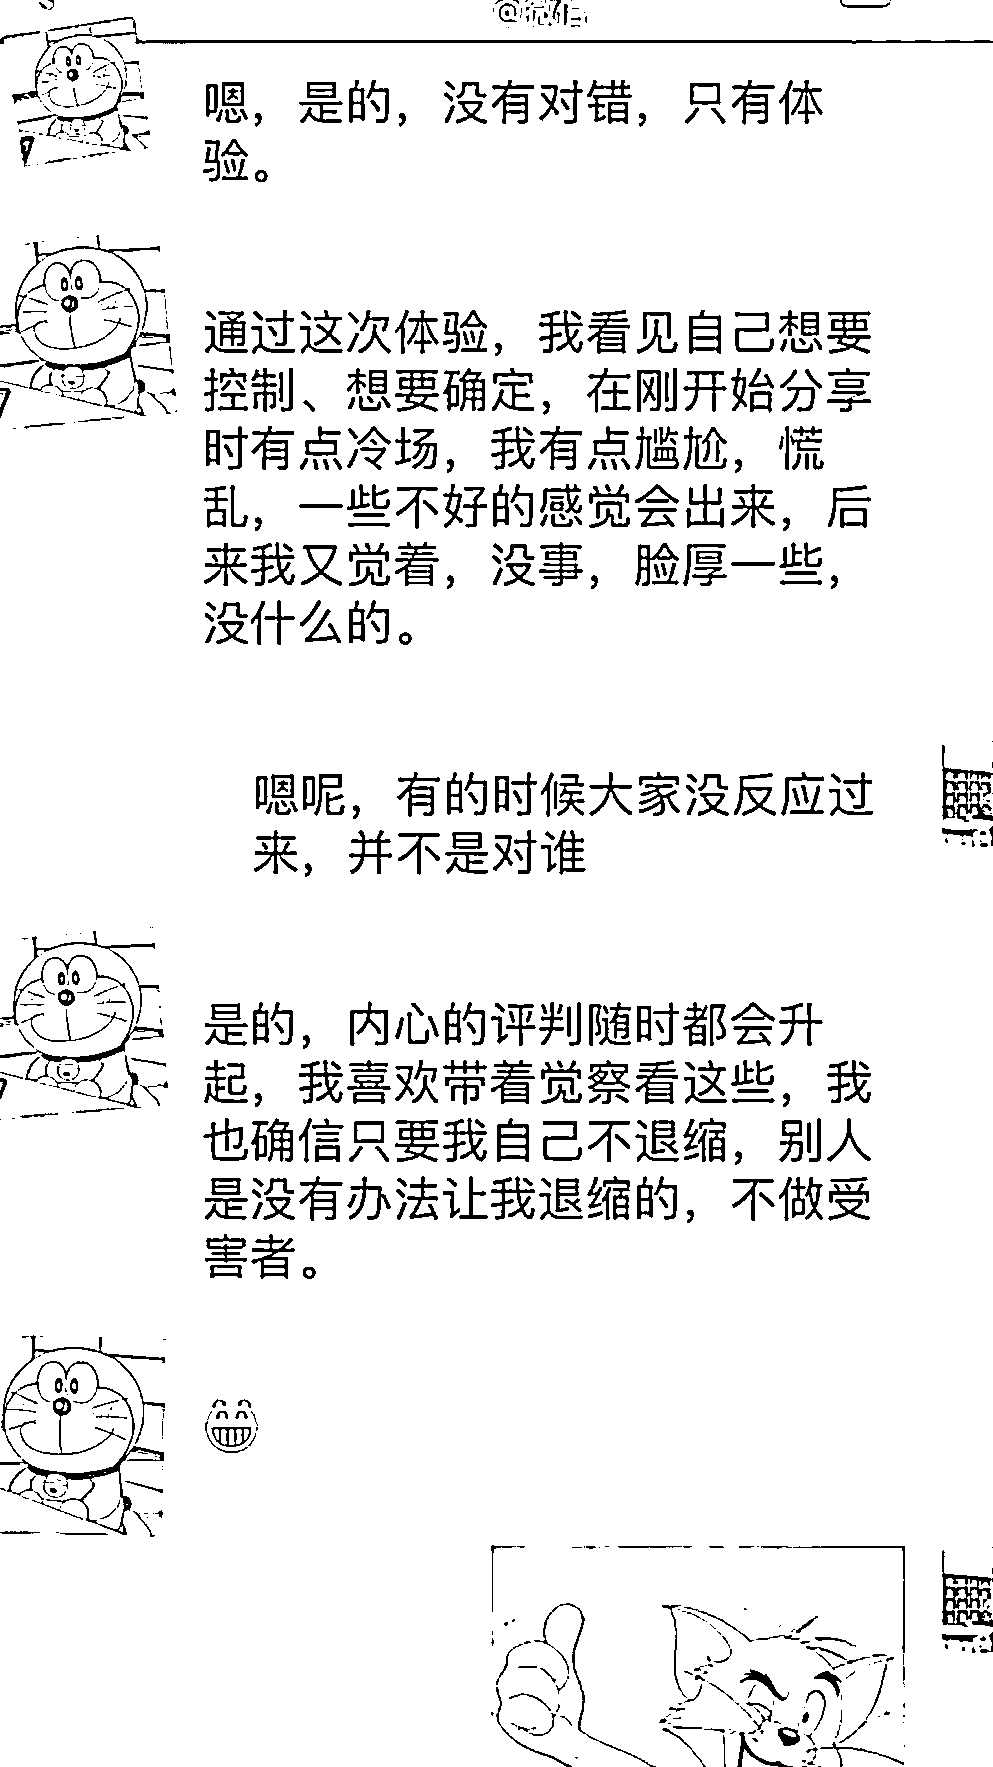 @微信
嗯，是的，没有对错，只有体
验。
通过这次体验，我看见自己想要
控制、想要确定，在刚开始分享
时有点冷场，我有点尴尬，慌
乱，一些不好的感觉会出来，后
来我又觉着，没事，脸厚一些，
没什么的。
嗯呢，有的时候大家没反应过
来，并不是对谁
是的，内心的评判随时都会升
起，我喜欢带着觉察看这些，我
也确信只要我自己不退缩，别人
是没有办法让我退缩的，不做受
害者。